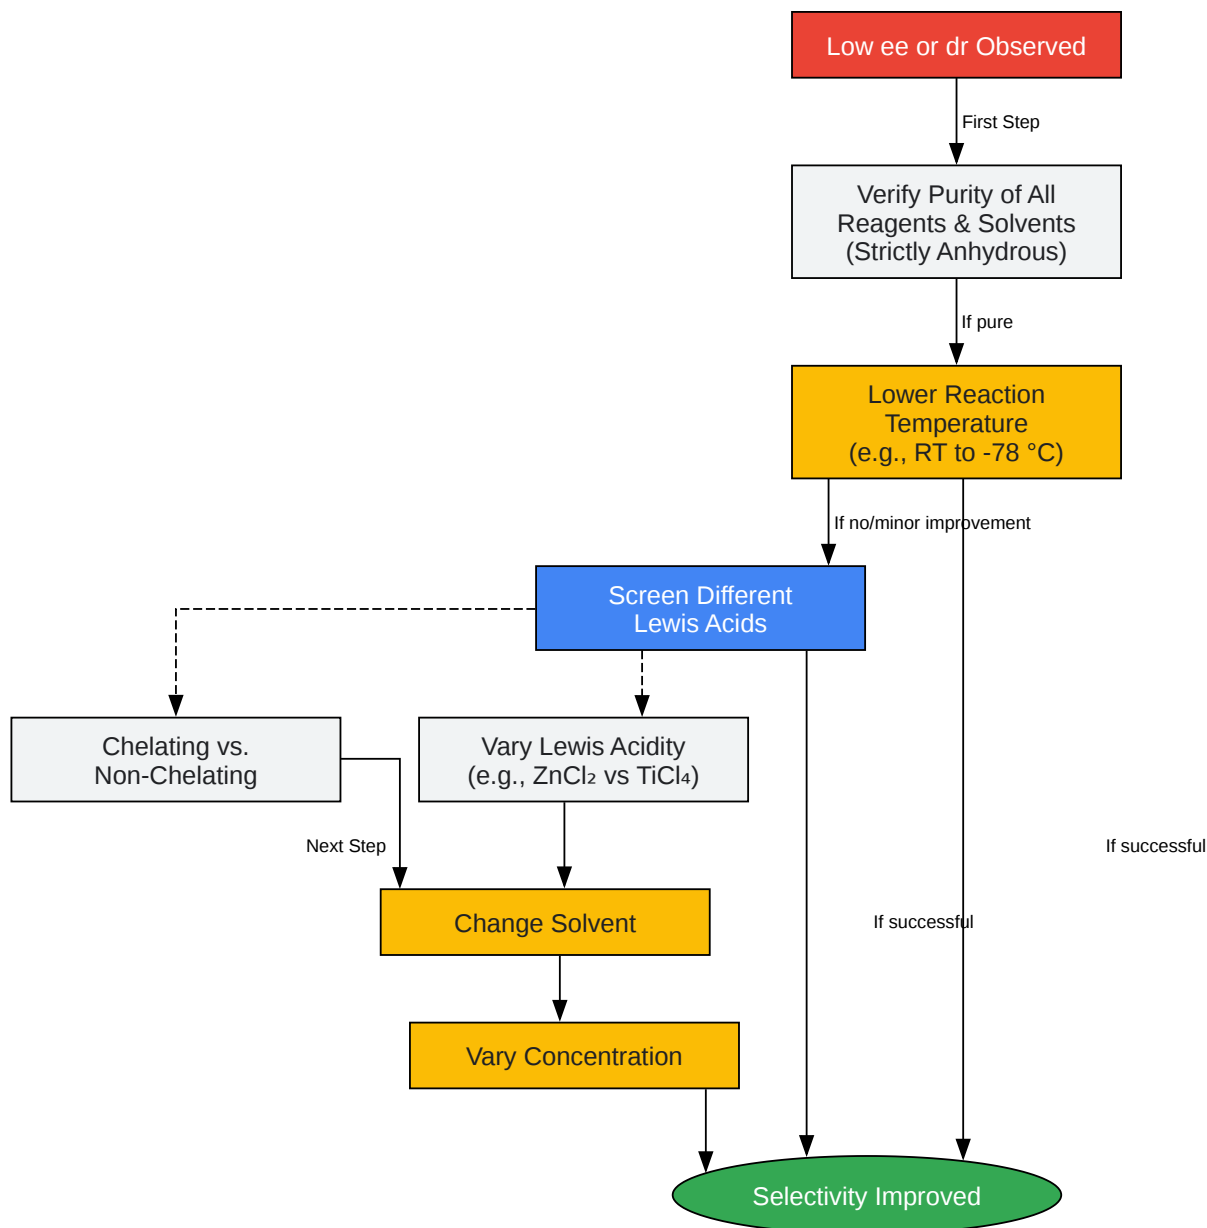 Low ee or dr Observed
First Step
Verify Purity of All
Reagents & Solvents
(Strictly Anhydrous)
If pure
Lower Reaction
Temperature
(e.g., RT to -78 °C)
If no/minor improvement
Screen Different
Lewis Acids
Chelating vs.
Non-Chelating
Vary Lewis Acidity
(e.g., ZnCl₂ vs TiCl₄)
Next Step
If successful
Change Solvent
If successful
Vary Concentration
Selectivity Improved